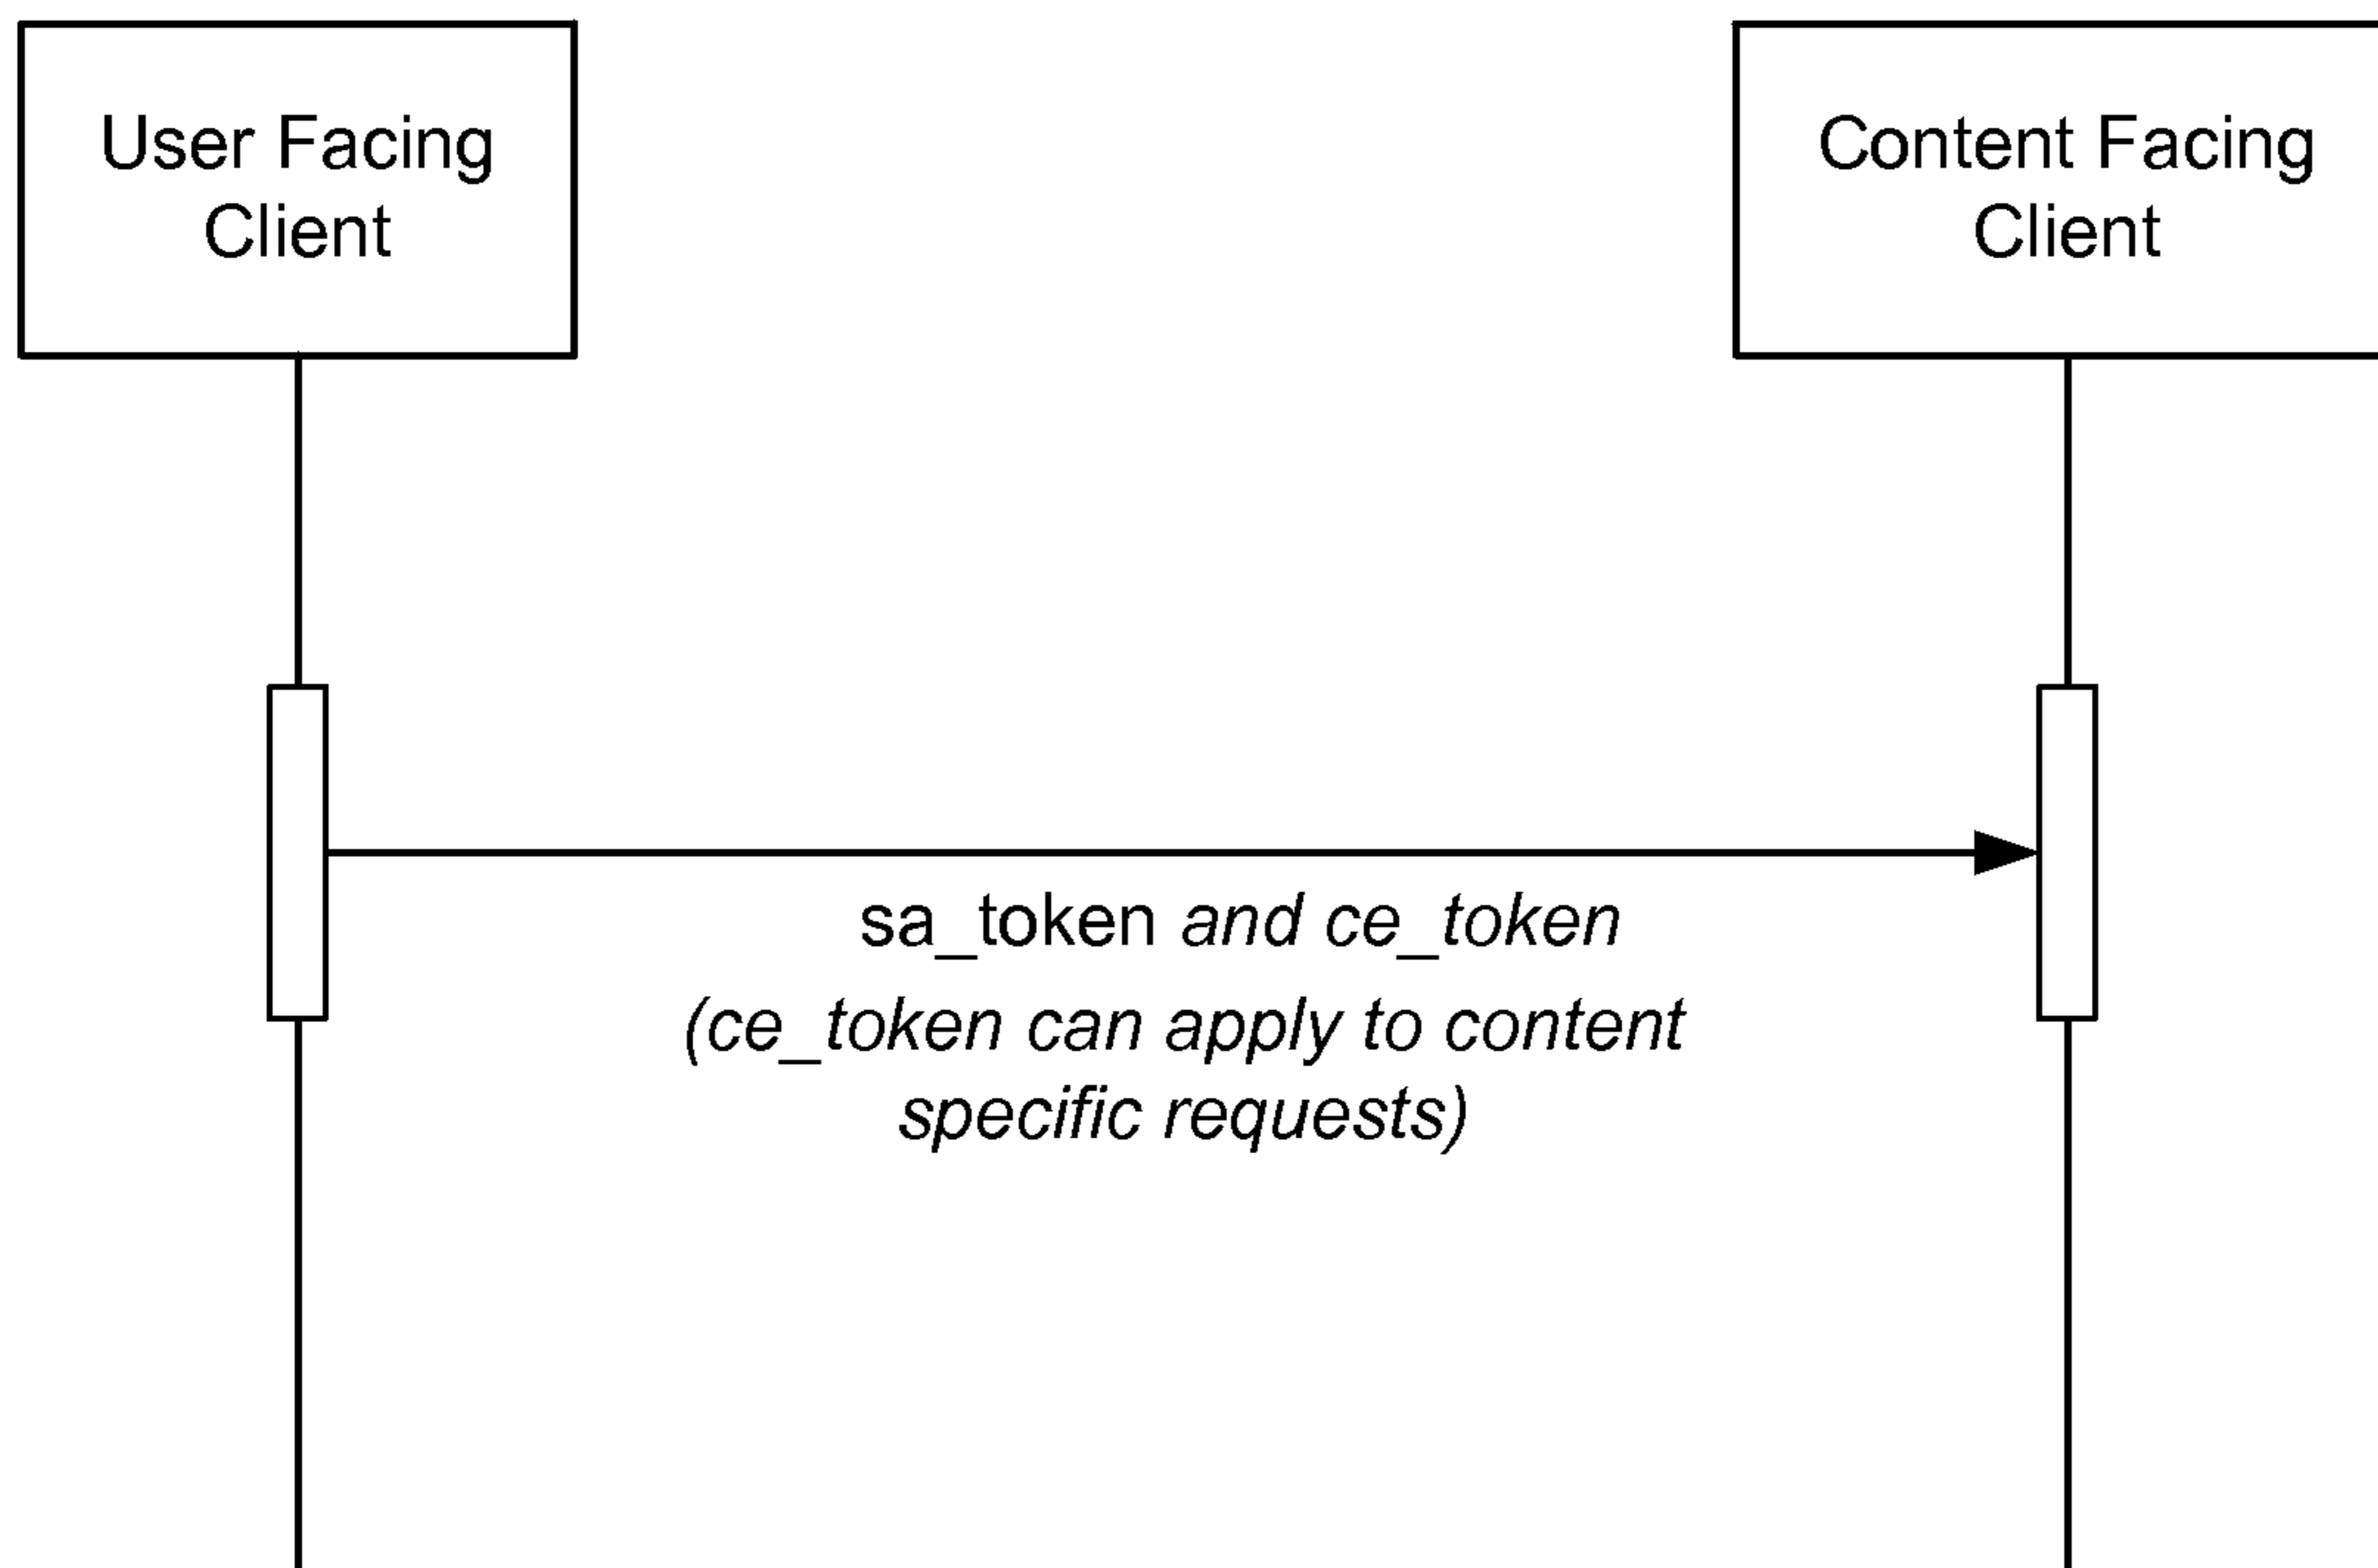 User Facing
Client
Content Facing
Client
sa_token and ce_token
(ce_token can apply to content
specific requests)